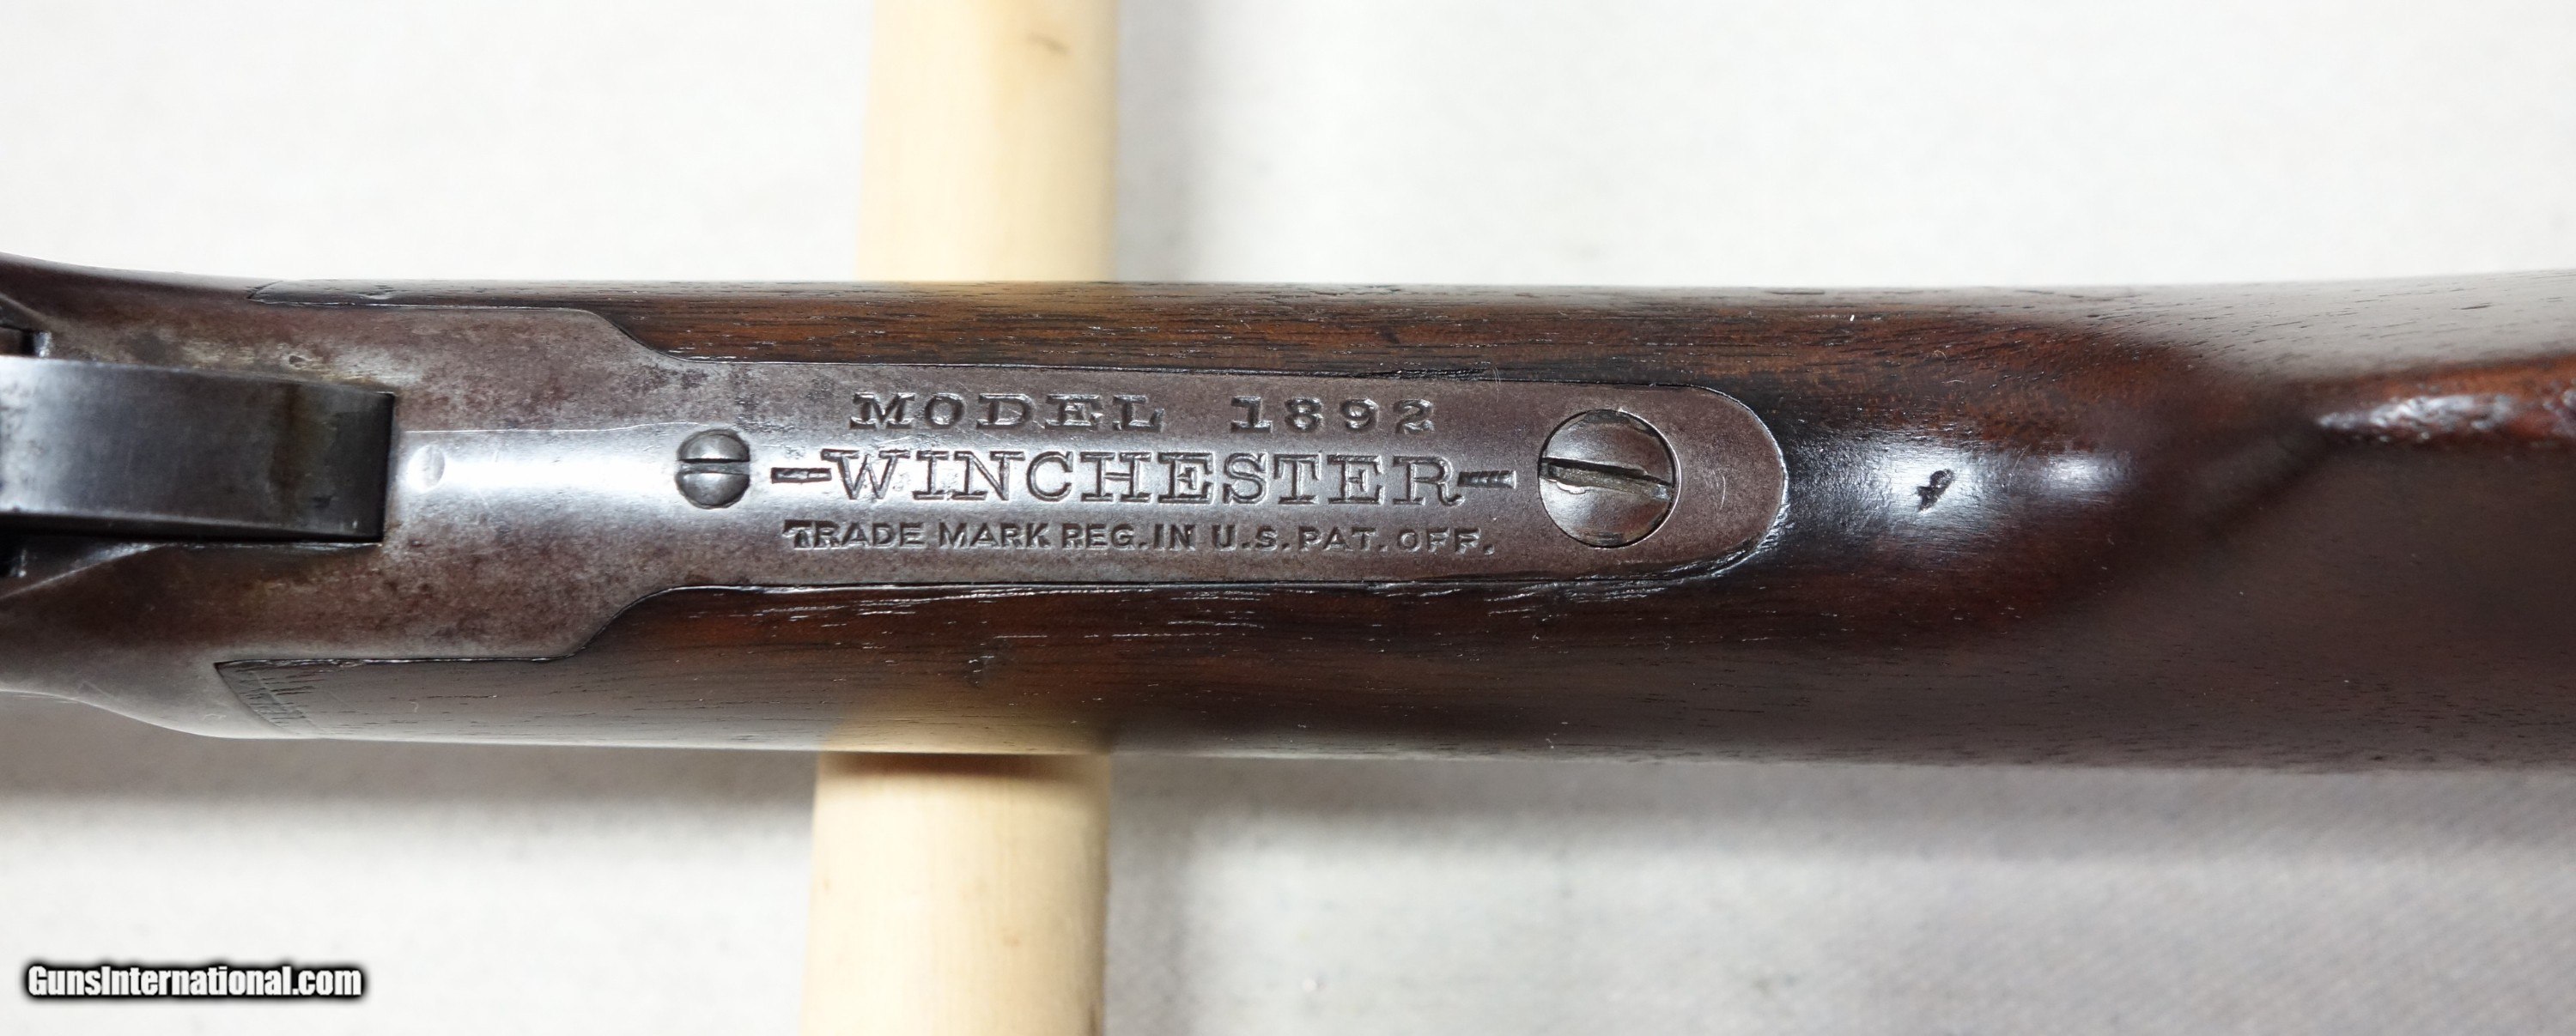 MODEL 1892
-WINCHESTER-
TRADE MARK REG. IN U.S. PAT. OFF.
GunsInternational.com